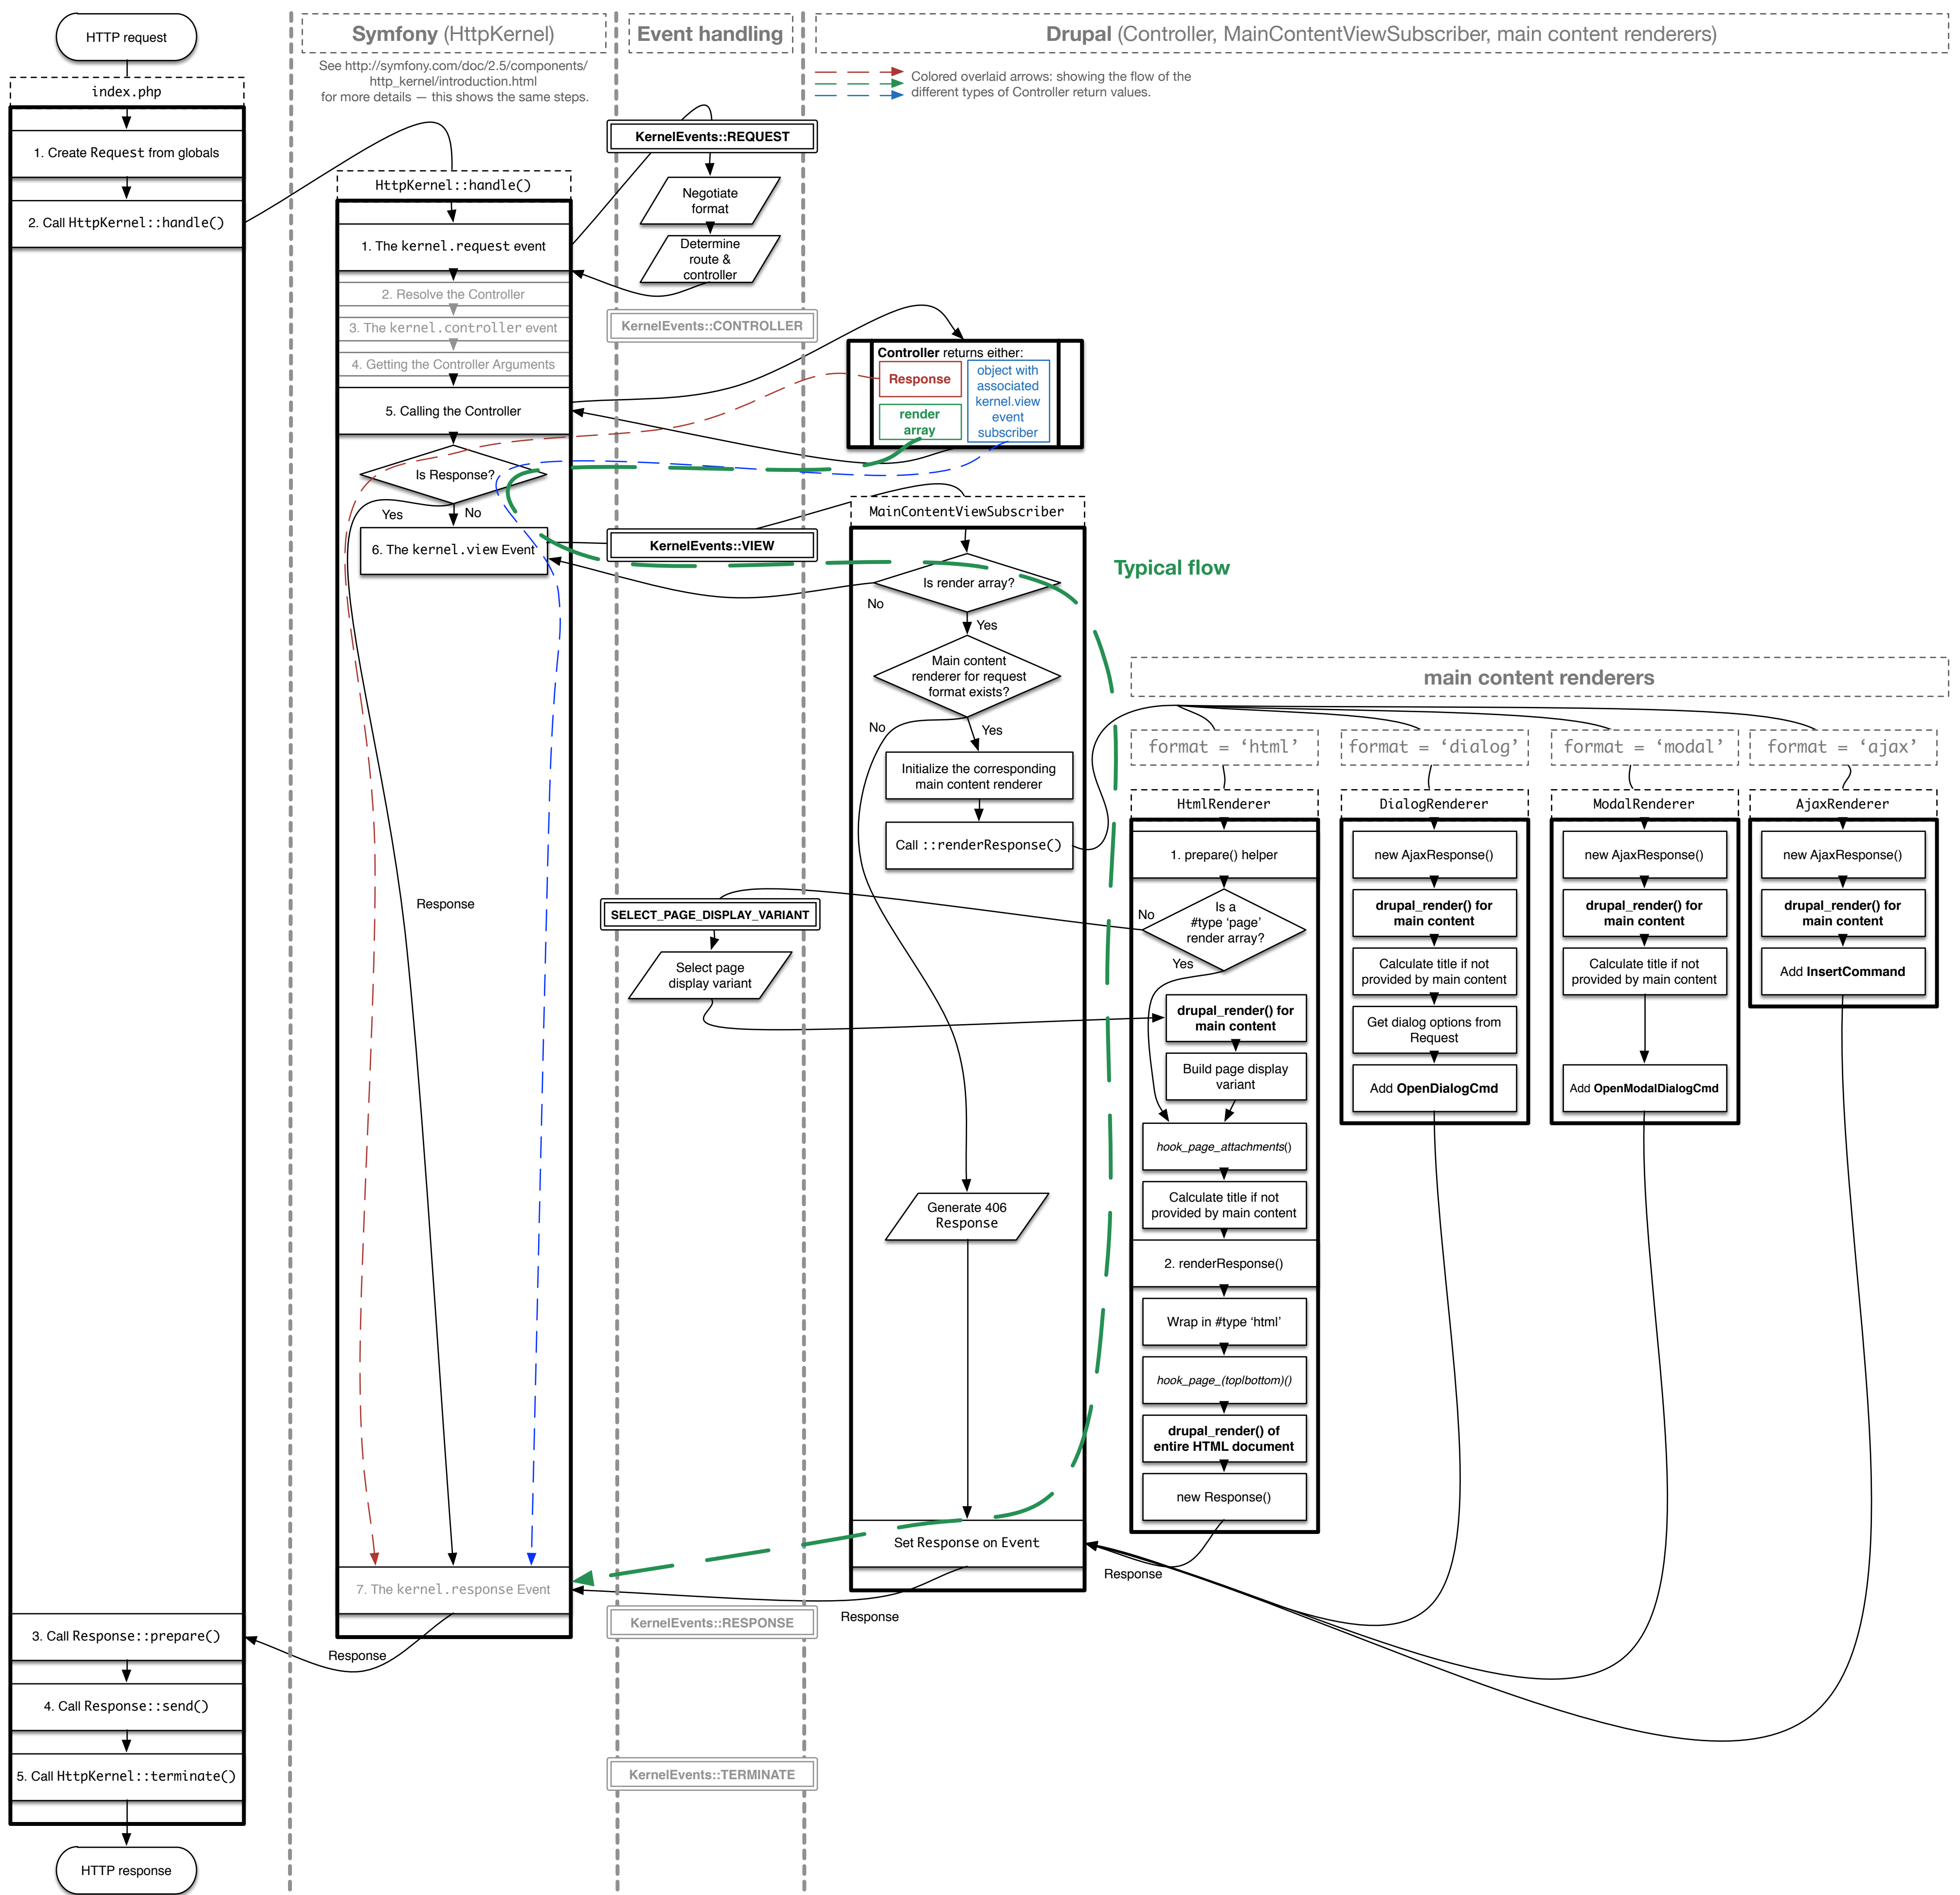 HTTP request
index.php
1. Create Request from globals
2. Call HttpKernel::handle()
3. Call Response::prepare()
4. Call Response::send()
5. Call HttpKernel::terminate()
HTTP response
Symfony (HttpKernel)
See http://symfony.com/doc/2.5/components/
http_kernel/introduction.html
for more details — this shows the same steps.
HttpKernel::handle()
1. The kernel.request event
2. Resolve the Controller
3. The kernel.controller event
4. Getting the Controller Arguments
5. Calling the Controller
Is Response?
Yes
No
6. The kernel.view Event
Response
7. The kernel.response Event
Response
Event handling
KernelEvents::REQUEST
Negotiate
format
Determine
route &
controller
KernelEvents::CONTROLLER
KernelEvents::VIEW
SELECT_PAGE_DISPLAY_VARIANT
Select page
display variant
KernelEvents::RESPONSE
KernelEvents::TERMINATE
Drupal (Controller, MainContentViewSubscriber, main content renderers)
Colored overlaid arrows: showing the flow of the
different types of Controller return values.
Controller returns either:
Response
render
array
object with
associated
kernel.view
event
subscriber
MainContentViewSubscriber
Is render array?
No
Yes
Main content
renderer for request
format exists?
No
Yes
Initialize the corresponding
main content renderer
Call ::renderResponse()
Generate 406
Response
Set Response on Event
Response
Response
Typical flow
main content renderers
format = ‘html’
HtmlRenderer
1. prepare() helper
Is a
#type ‘page’
render array?
No
Yes
drupal_render() for
main content
Build page display
variant
hook_page_attachments()
Calculate title if not
provided by main content
2. renderResponse()
Wrap in #type ‘html’
hook_page_(top|bottom)()
drupal_render() of
entire HTML document
new Response()
format = ‘dialog’
DialogRenderer
new AjaxResponse()
drupal_render() for
main content
Calculate title if not
provided by main content
Get dialog options from
Request
Add OpenDialogCmd
format = ‘modal’
ModalRenderer
new AjaxResponse()
drupal_render() for
main content
Calculate title if not
provided by main content
Add OpenModalDialogCmd
format = ‘ajax’
AjaxRenderer
new AjaxResponse()
drupal_render() for
main content
Add InsertCommand